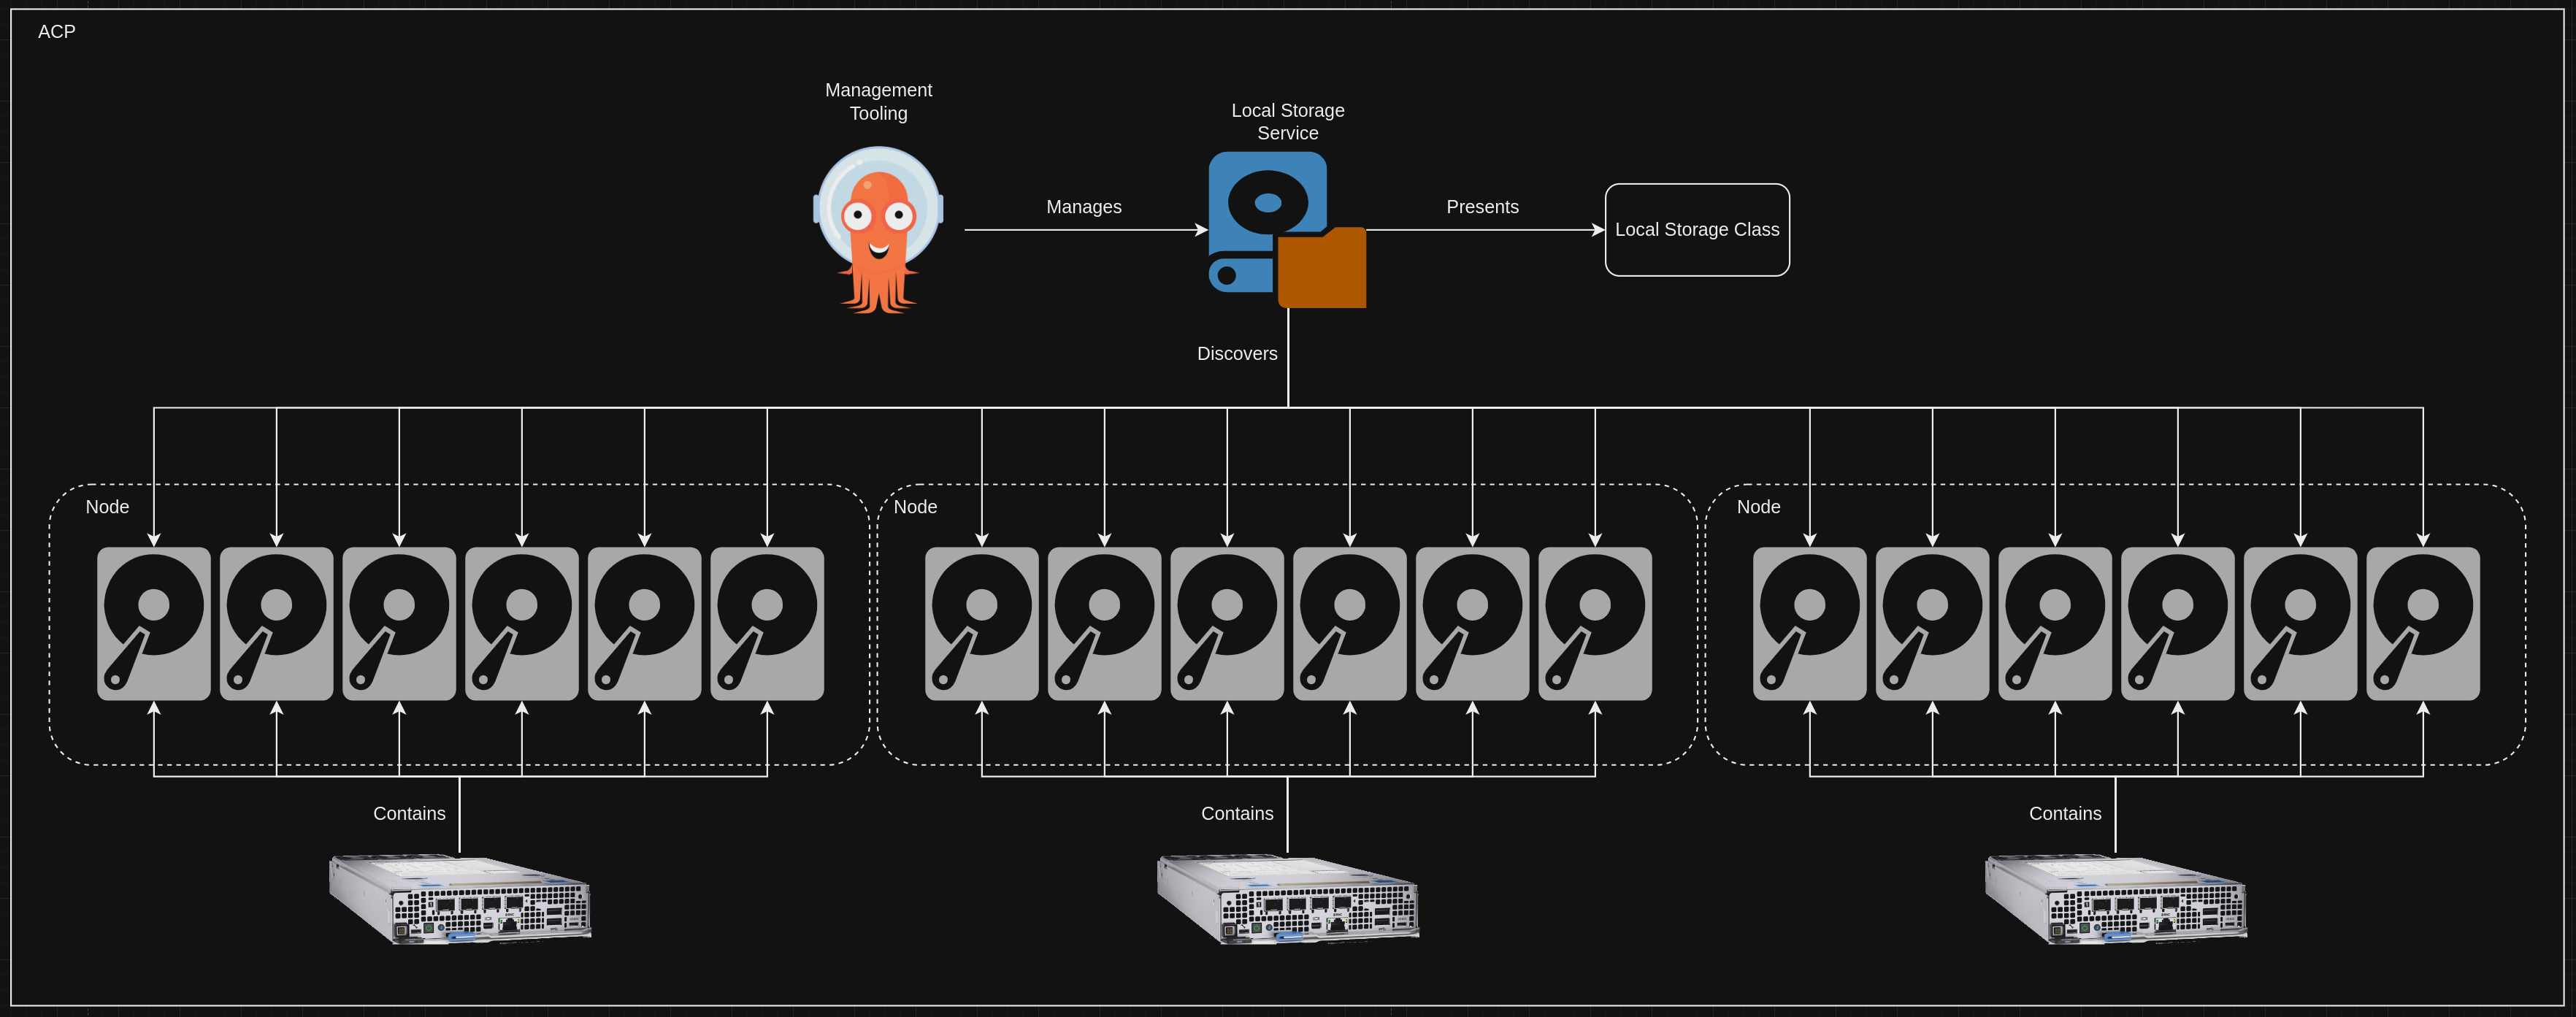 ACP
Management
Tooling
Local Storage
Service
Manages
Presents
Local Storage Class
Discovers
Node
Node
Node
Contains
Contains
Contains